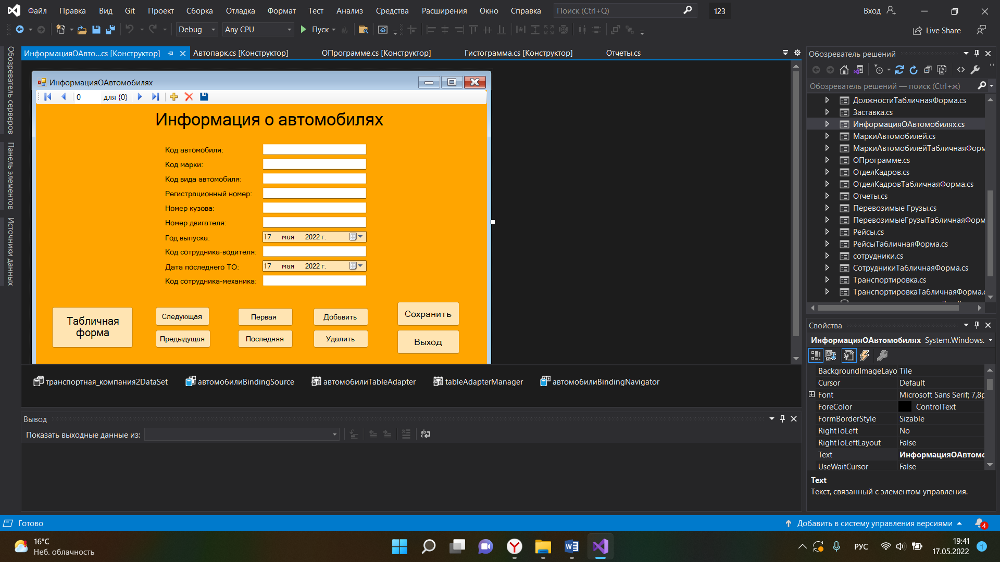 Файл Правка Вид Git Проект Сборка Отладка Формат Тест Анализ Средства Расширения Окно Справка Поиск (Ctrl+Q) 123 Вход
Debug Any CPU Пуск Live Share
ИнформацияОАвто...cs [Конструктор] Автопарк.cs [Конструктор] ОПрограмме.cs [Конструктор] Гистограмма.cs [Конструктор] Отчеты.cs
Обозреватель серверов
Панель элементов
Источники данных
ИнформацияОАвтомобилях
0 для {0}
Информация о автомобилях
Код автомобиля:
Код марки:
Код вида автомобиля:
Регистрационный номер:
Номер кузова:
Номер двигателя:
Год выпуска: 17 мая 2022 г.
Код сотрудника-водителя:
Дата последнего ТО: 17 мая 2022 г.
Код сотрудника-механика:
Табличная
форма
Следующая Первая Добавить Сохранить
Предыдущая Последняя Удалить Выход
транспортная_компания2DataSet автомобилиBindingSource автомобилиTableAdapter tableAdapterManager автомобилиBindingNavigator
Вывод
Показать выходные данные из:
Обозреватель решений
Обозреватель решений — поиск (Ctrl+ж)
ДолжностиТабличнаяФорма.cs
Заставка.cs
ИнформацияОАвтомобилях.cs
МаркиАвтомобилей.cs
МаркиАвтомобилейТабличнаяФорм
ОПрограмме.cs
ОтделКадров.cs
ОтделКадровТабличнаяФорма.cs
Отчеты.cs
Перевозимые Грузы.cs
ПеревозимыеГрузыТабличнаяФорм
Рейсы.cs
РейсыТабличнаяФорма.cs
сотрудники.cs
СотрудникиТабличнаяФорма.cs
Транспортировка.cs
ТранспортировкаТабличнаяФорма.c
Свойства
ИнформацияОАвтомобилях System.Windows.
BackgroundImageLayo Tile
Cursor Default
Font Microsoft Sans Serif; 7,8p
ForeColor ControlText
FormBorderStyle Sizable
RightToLeft No
RightToLeftLayout False
Text ИнформацияОАвтомо
UseWaitCursor False
Text
Текст, связанный с элементом управления.
Готово Добавить в систему управления версиями 4
16°C
Неб. облачность
РУС
19:41
17.05.2022
1